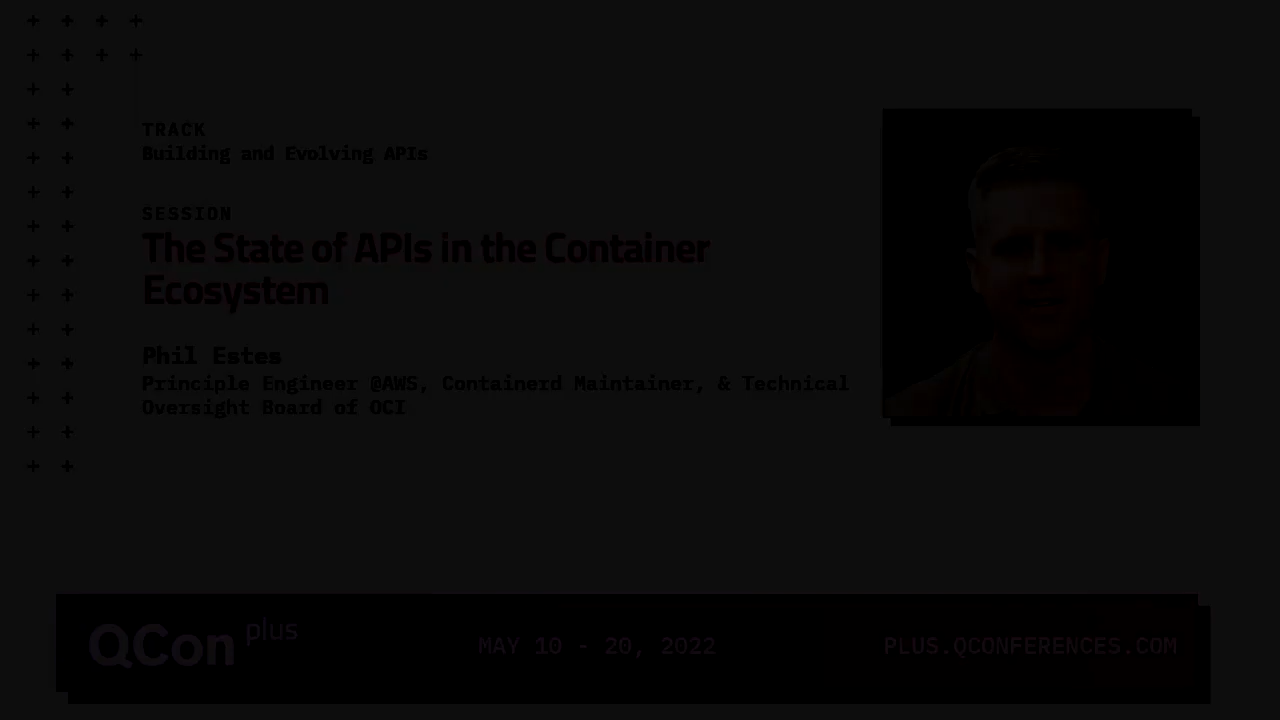 TRACK
Building and Evolving APIs
SESSION
The State of APIs in the Container
Ecosystem
Phil Estes
Principle Engineer @AWS, Containerd Maintainer, & Technical
Oversight Board of OCI
QCon plus
MAY 10 - 20, 2022
PLUS.QCONFERENCES.COM